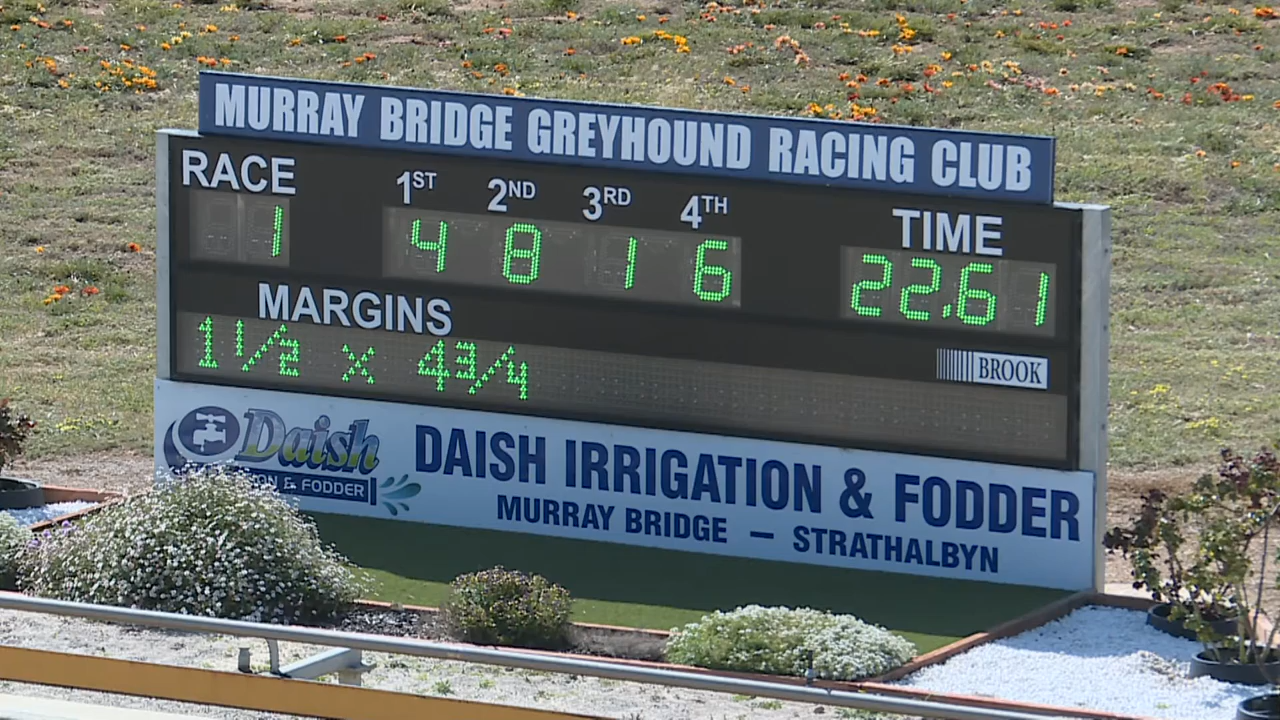 MURRAY BRIDGE GREYHOUND RACING CLUB
RACE 1ST 2ND 3RD 4TH TIME
1 4 8 1 6 22.61
MARGINS
1 1/2 x 4 3/4
BROOK
Daish
& FODDER
DAISH IRRIGATION & FODDER
MURRAY BRIDGE — STRATHALBYN